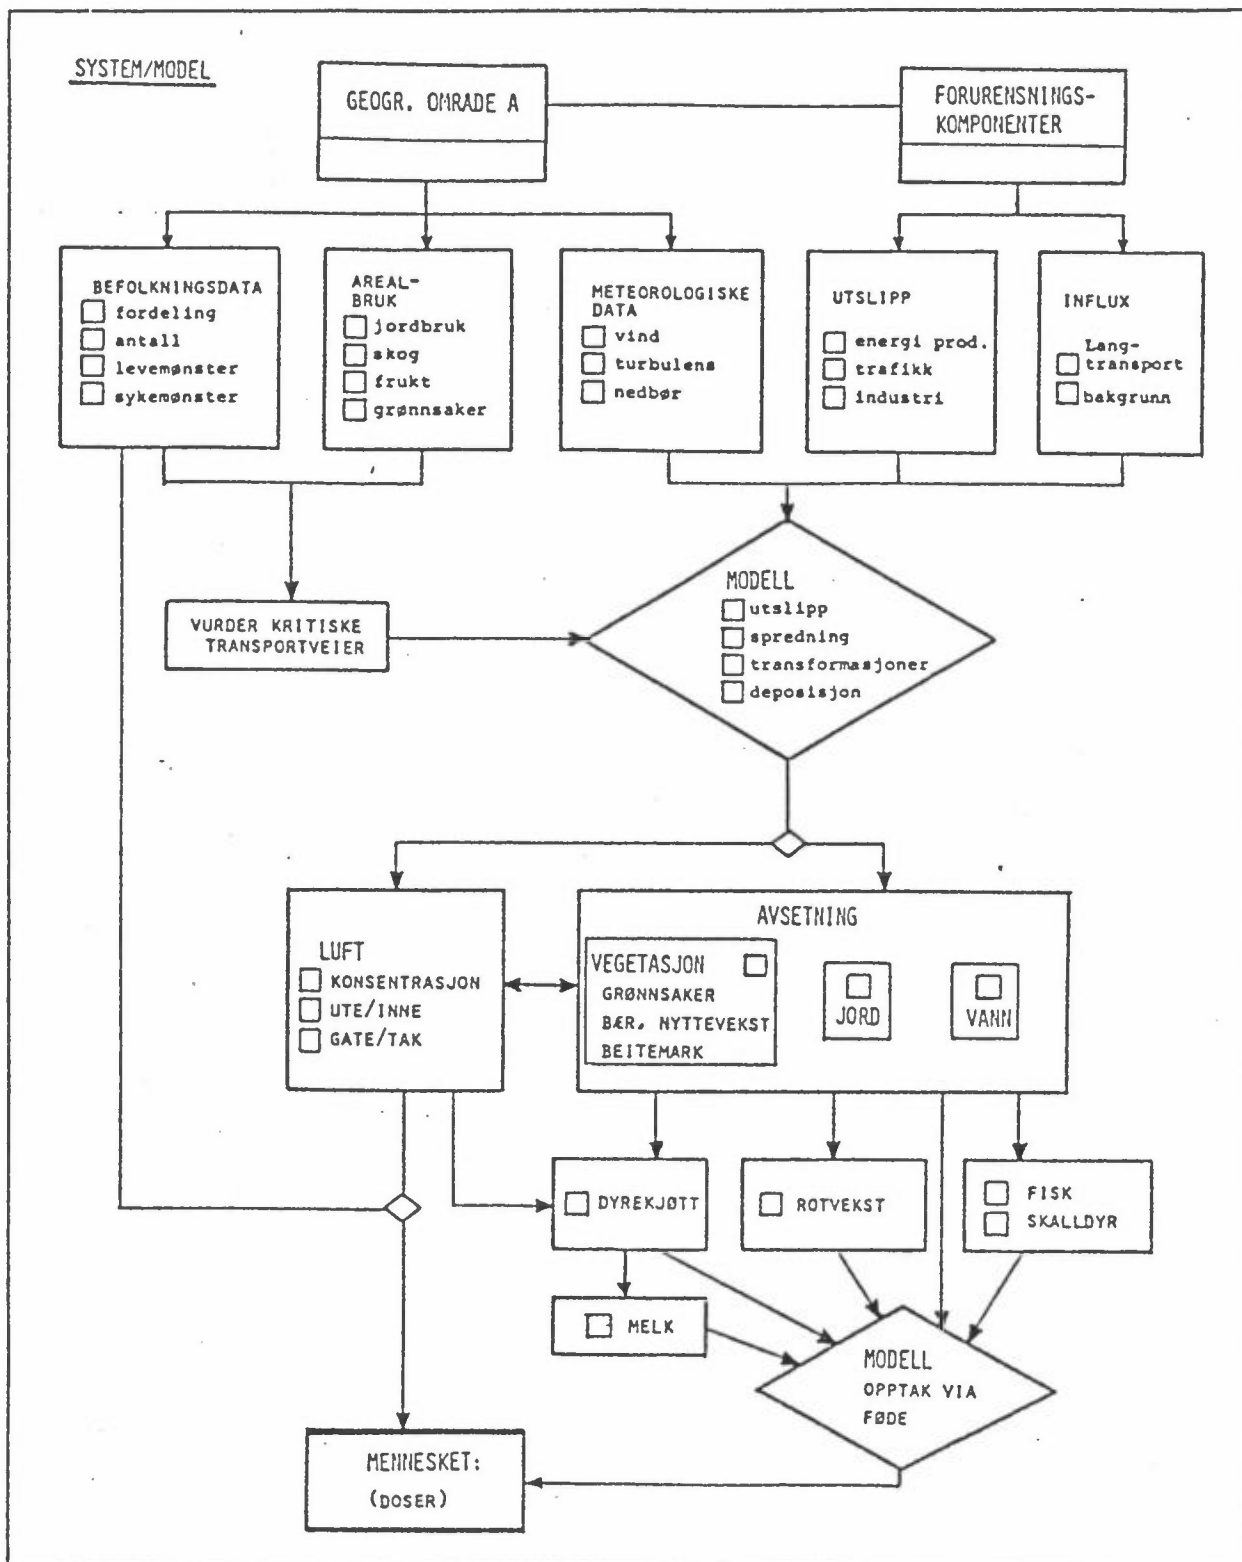 SYSTEM/MODEL
GEOGR. OMRADE A
FORURENSNINGS-
KOMPONENTER
BEFOLKNINGSDATA
fordeling
antall
levemønster
sykemønster
AREAL-
BRUK
jordbruk
skog
frukt
grønnsaker
METEOROLOGISKE
DATA
vind
turbulens
nedbør
UTSLIPP
energi prod.
trafikk
industri
INFLUX
Lang-
transport
bakgrunn
VURDER KRITISKE
TRANSPORTVEIER
MODELL
utslipp
spredning
transformasjoner
deposisjon
LUFT
KONSENTRASJON
UTE/INNE
GATE/TAK
AVSETNING
VEGETASJON
GRØNNSAKER
BÆR. NYTTEVEKST
BEITEMARK
JORD
VANN
DYREKJØTT
ROTVEKST
FISK
SKALLDYR
MELK
MODELL
OPPTAK VIA
FØDE
MENNESKET:
(DOSER)